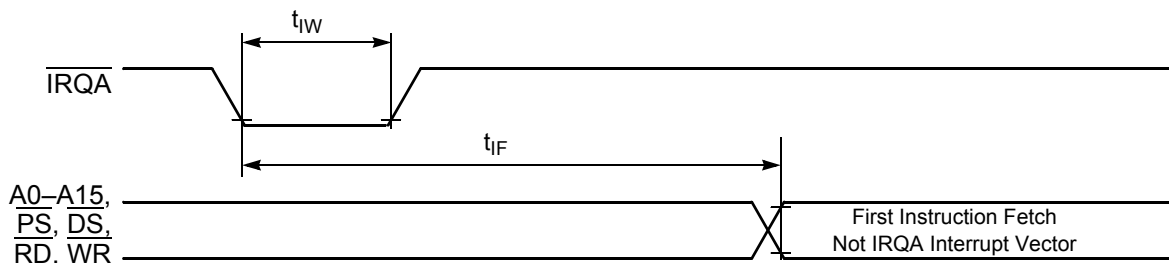 tIW
IRQA
tIF
A0–A15,
PS, DS,
RD, WR
First Instruction Fetch
Not IRQA Interrupt Vector